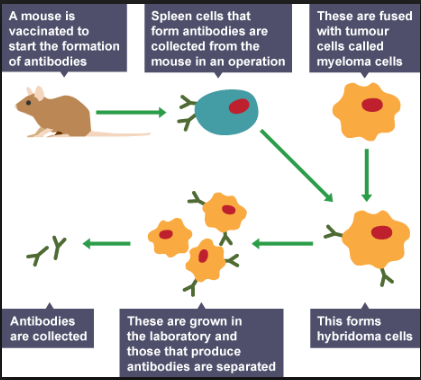 A mouse is
vaccinated to
start the formation
of antibodies
Spleen cells that
form antibodies are
collected from the
mouse in an operation
These are fused
with tumour
cells called
myeloma cells
Antibodies
are collected
These are grown in
the laboratory and
those that produce
antibodies are separated
This forms
hybridoma cells